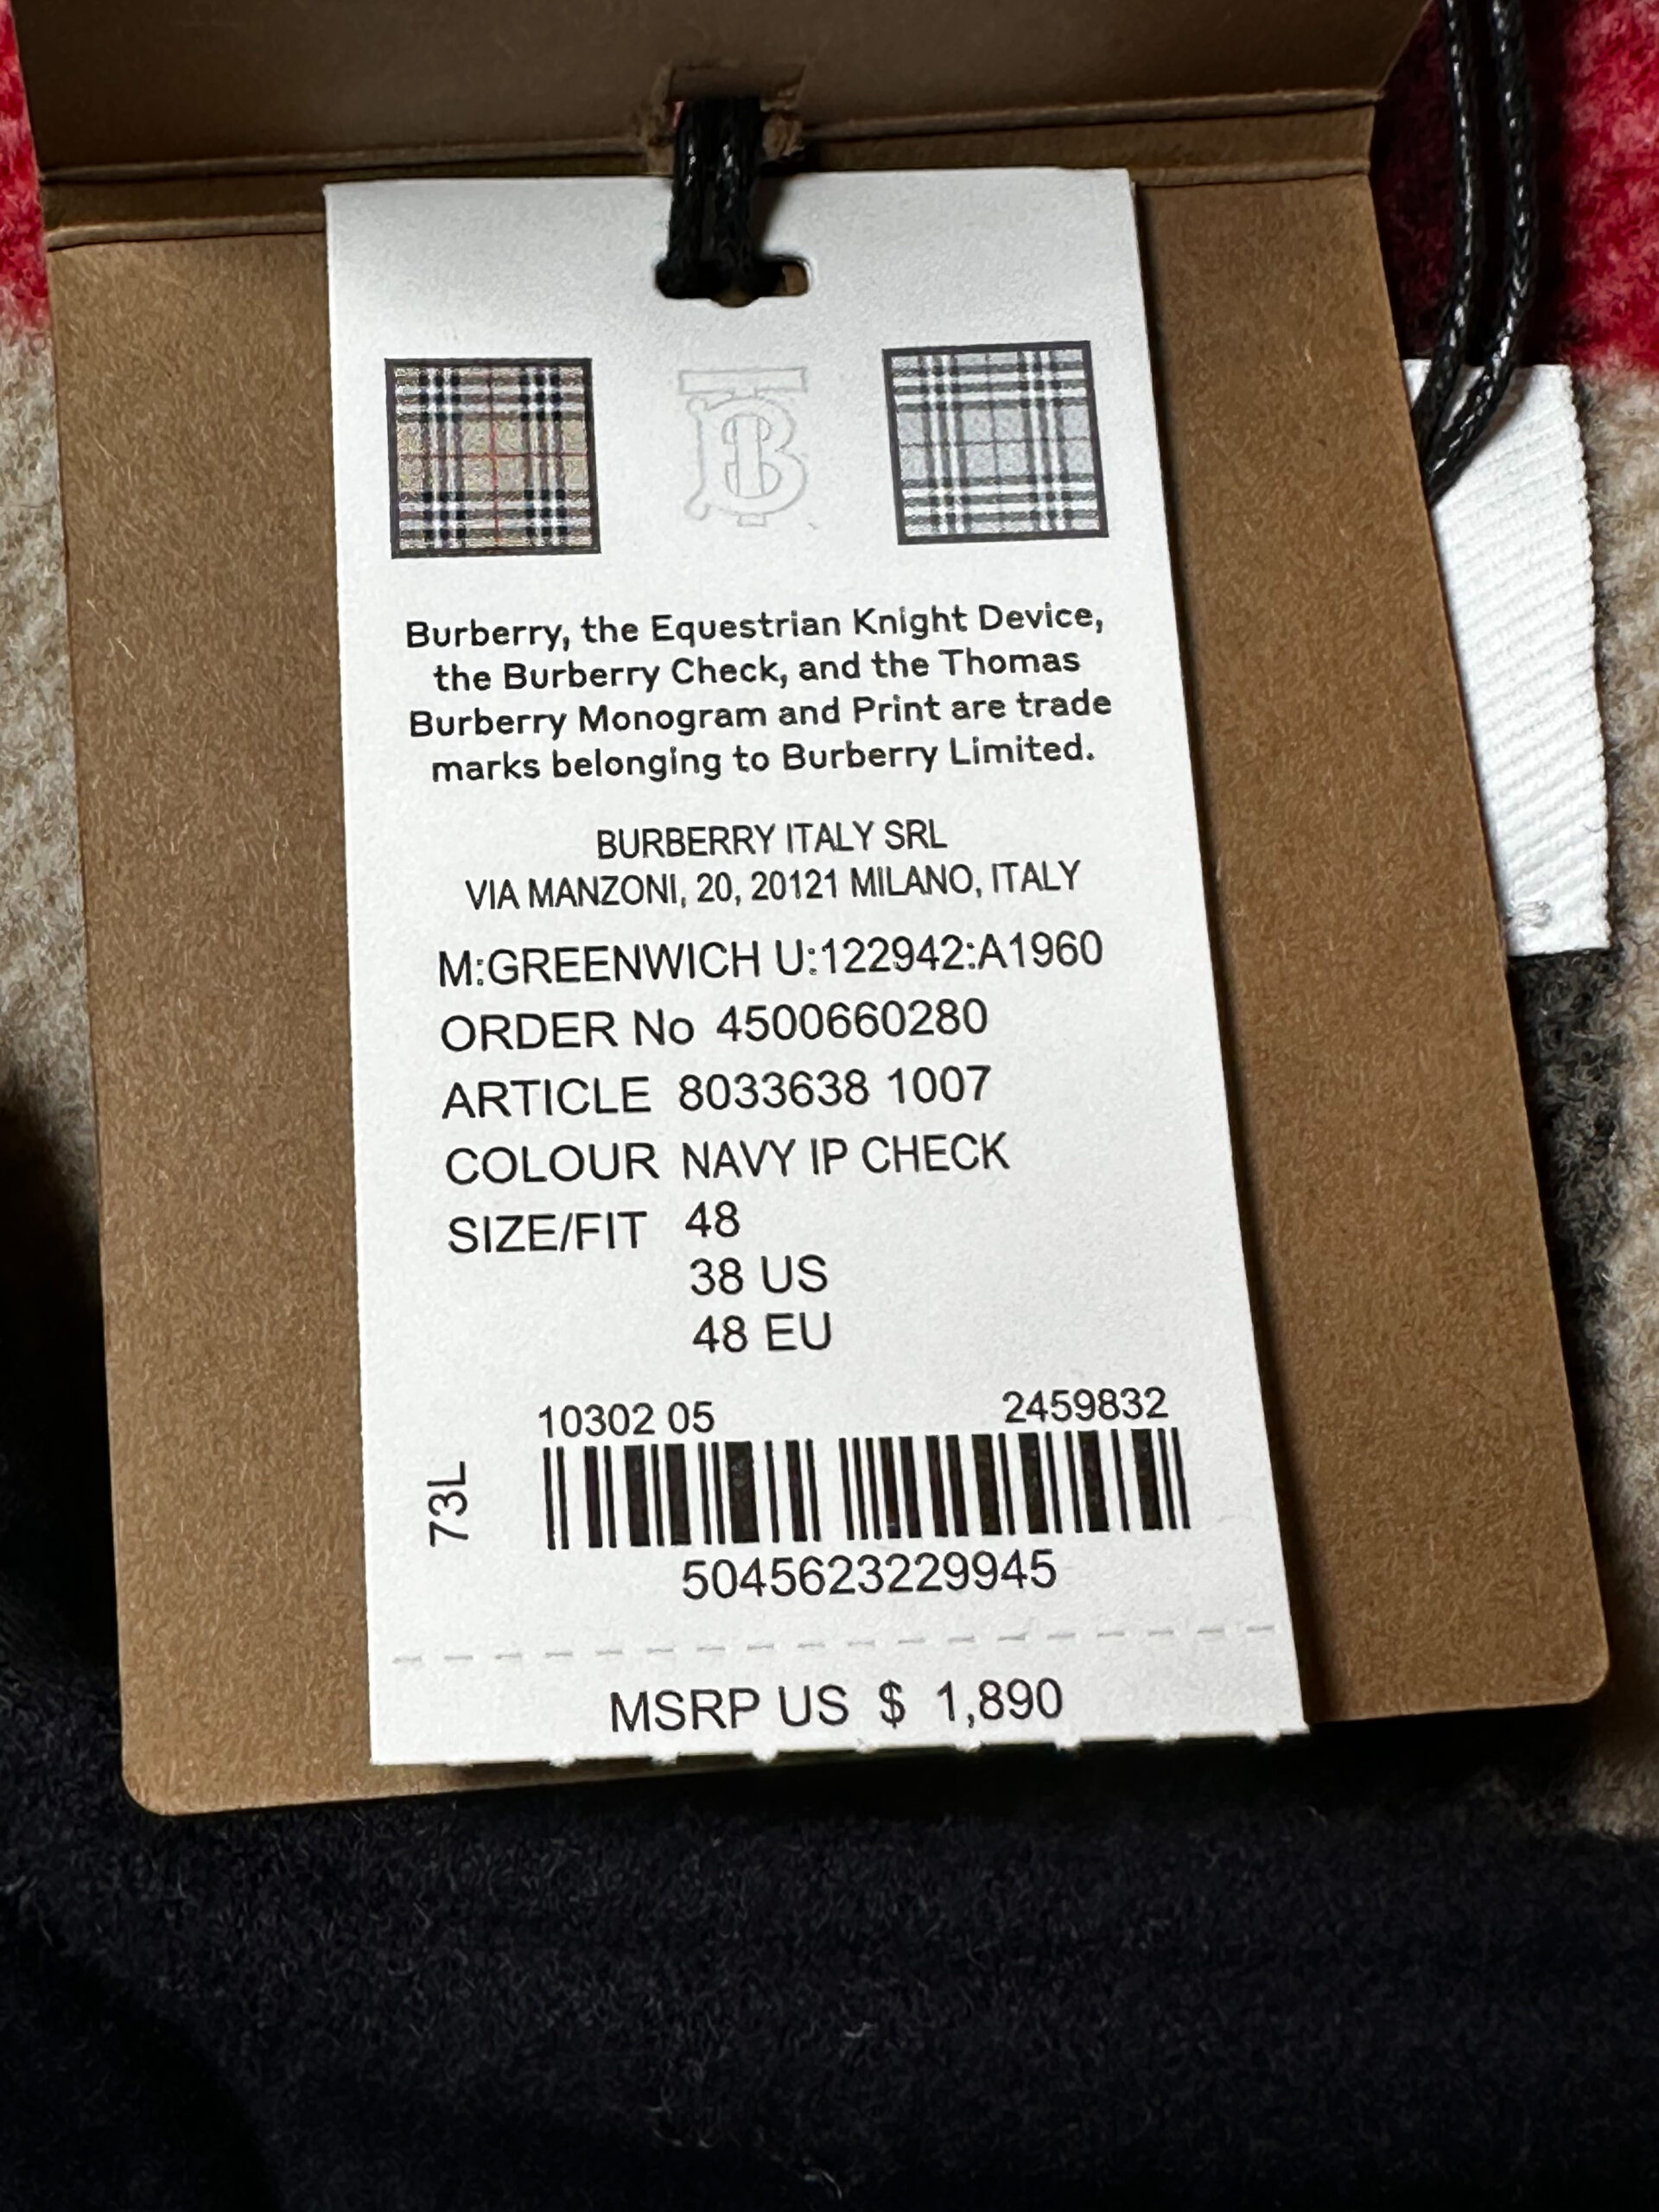 Burberry, the Equestrian Knight Device,
the Burberry Check, and the Thomas
Burberry Monogram and Print are trade
marks belonging to Burberry Limited.
BURBERRY ITALY SRL
VIA MANZONI, 20, 20121 MILANO, ITALY
M:GREENWICH U:122942:A1960
ORDER No 4500660280
ARTICLE 8033638 1007
COLOUR NAVY IP CHECK
SIZE/FIT 48
38 US
48 EU
10302 05 2459832
73L
5045623229945
MSRP US $ 1,890